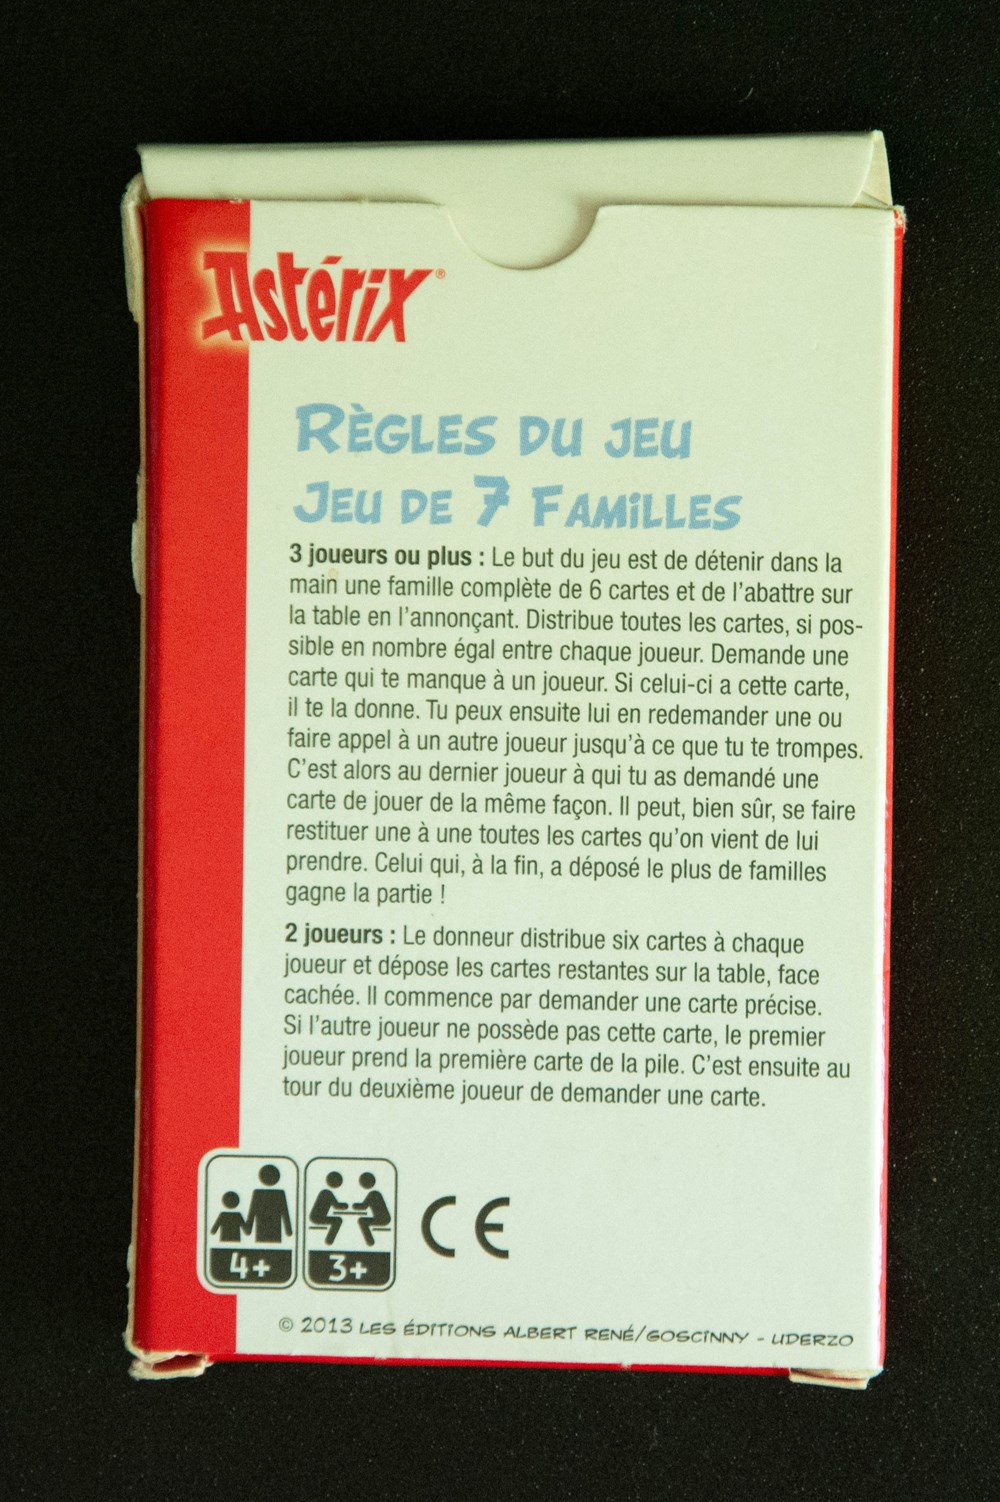 Astérix®
RÈGLES DU JEU
JEU DE 7 FAMiLLES
3 joueurs ou plus : Le but du jeu est de détenir dans la
main une famille complète de 6 cartes et de l'abattre sur
la table en l'annonçant. Distribue toutes les cartes, si pos-
sible en nombre égal entre chaque joueur. Demande une
carte qui te manque à un joueur. Si celui-ci a cette carte,
il te la donne. Tu peux ensuite lui en redemander une ou
faire appel à un autre joueur jusqu'à ce que tu te trompes.
C'est alors au dernier joueur à qui tu as demandé une
carte de jouer de la même façon. Il peut, bien sûr, se faire
restituer une à une toutes les cartes qu'on vient de lui
prendre. Celui qui, à la fin, a déposé le plus de familles
gagne la partie !
2 joueurs : Le donneur distribue six cartes à chaque
joueur et dépose les cartes restantes sur la table, face
cachée. Il commence par demander une carte précise.
Si l'autre joueur ne possède pas cette carte, le premier
joueur prend la première carte de la pile. C'est ensuite au
tour du deuxième joueur de demander une carte.
4+ 3+ CE
© 2013 LES ÉDITIONS ALBERT RENÉ/GOSCINNY - UDERZO